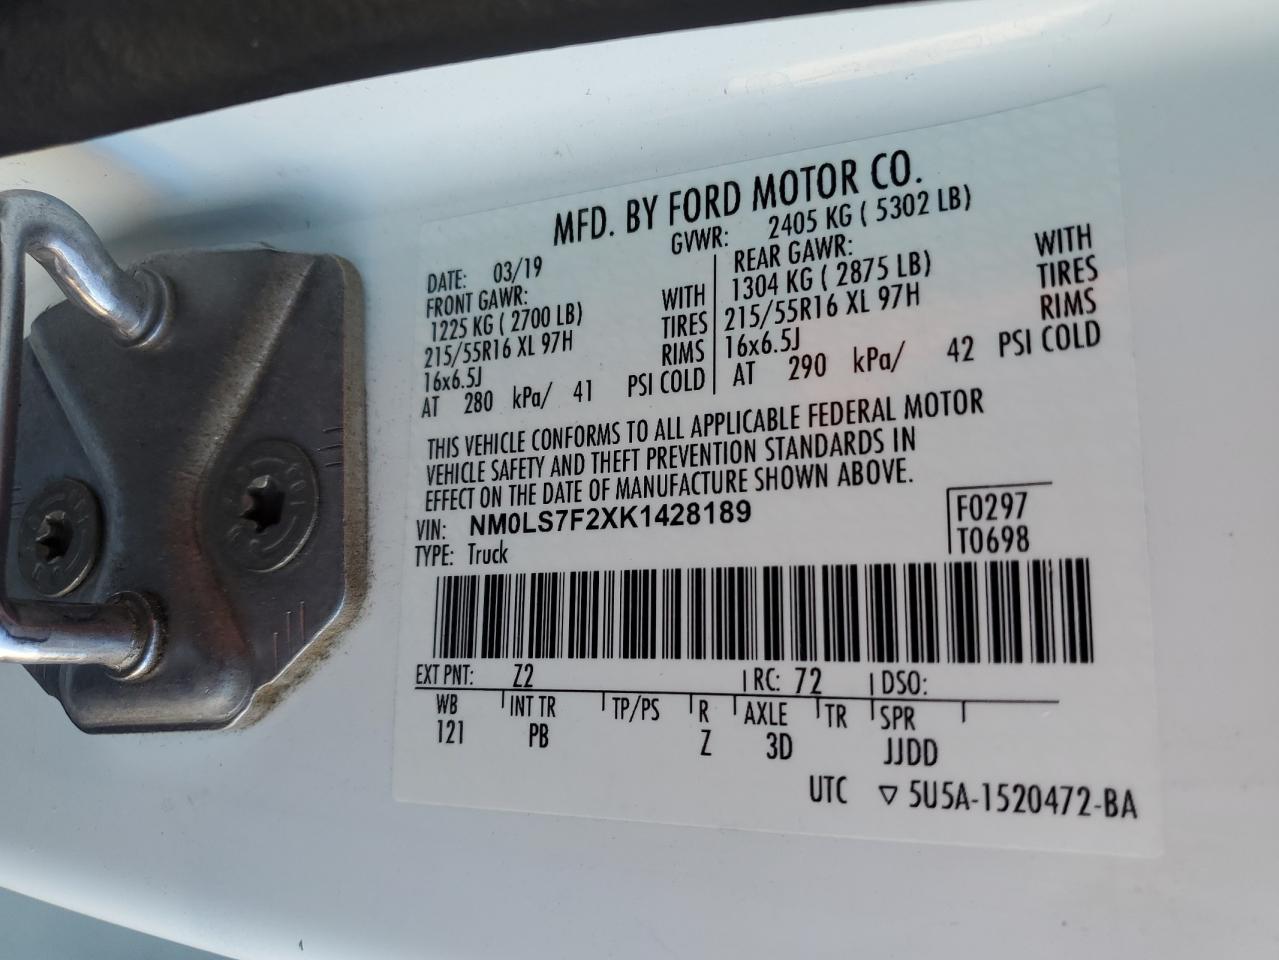 MFD. BY FORD MOTOR CO.
DATE: 03/19
GVWR: 2405 KG ( 5302 LB)
FRONT GAWR:
1225 KG ( 2700 LB) WITH
215/55R16 XL 97H TIRES
16x6.5J RIMS
AT 280 kPa/ 41 PSI COLD
REAR GAWR:
1304 KG ( 2875 LB) WITH
215/55R16 XL 97H TIRES
16x6.5J RIMS
AT 290 kPa/ 42 PSI COLD
THIS VEHICLE CONFORMS TO ALL APPLICABLE FEDERAL MOTOR
VEHICLE SAFETY AND THEFT PREVENTION STANDARDS IN
EFFECT ON THE DATE OF MANUFACTURE SHOWN ABOVE.
VIN: NM0LS7F2XK1428189
TYPE: Truck
F0297
T0698
EXT PNT: Z2 RC: 72 DSO:
WB INT TR TP/PS R AXLE TR SPR
121 PB Z 3D JJDD
UTC ▽ 5U5A-1520472-BA